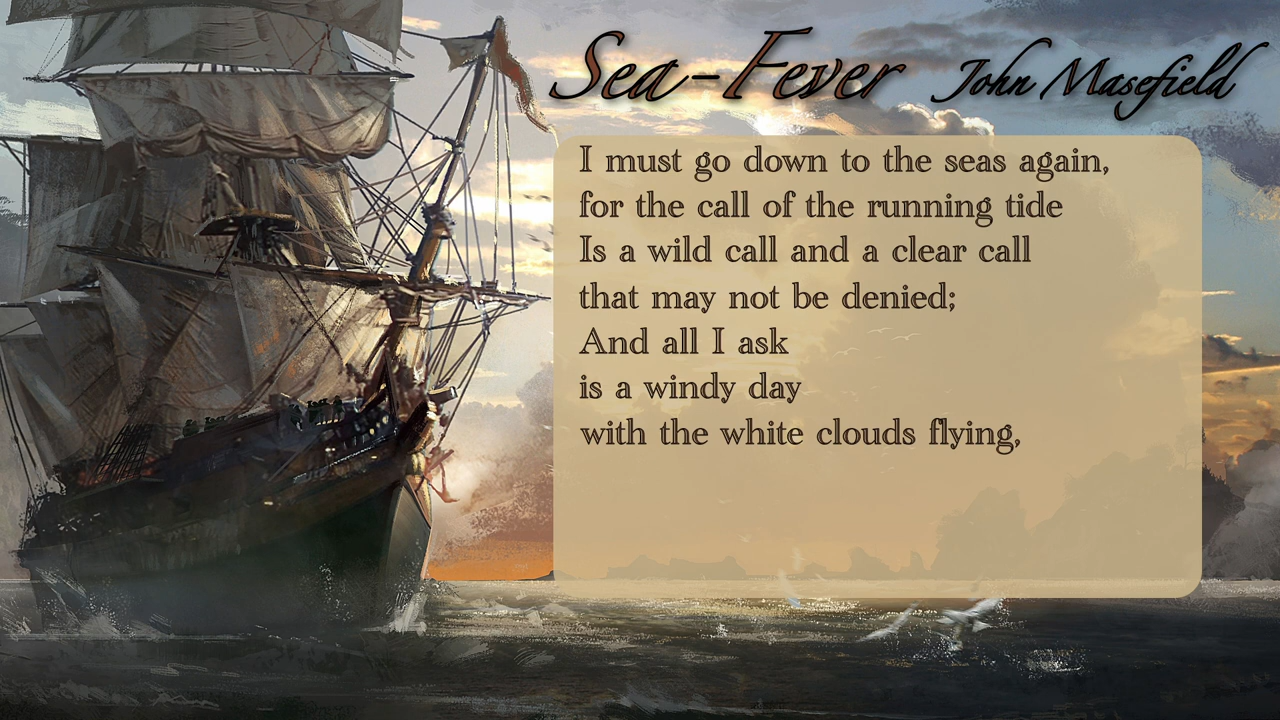 Sea-Fever John Masefield
I must go down to the seas again,
for the call of the running tide
Is a wild call and a clear call
that may not be denied;
And all I ask
is a windy day
with the white clouds flying,